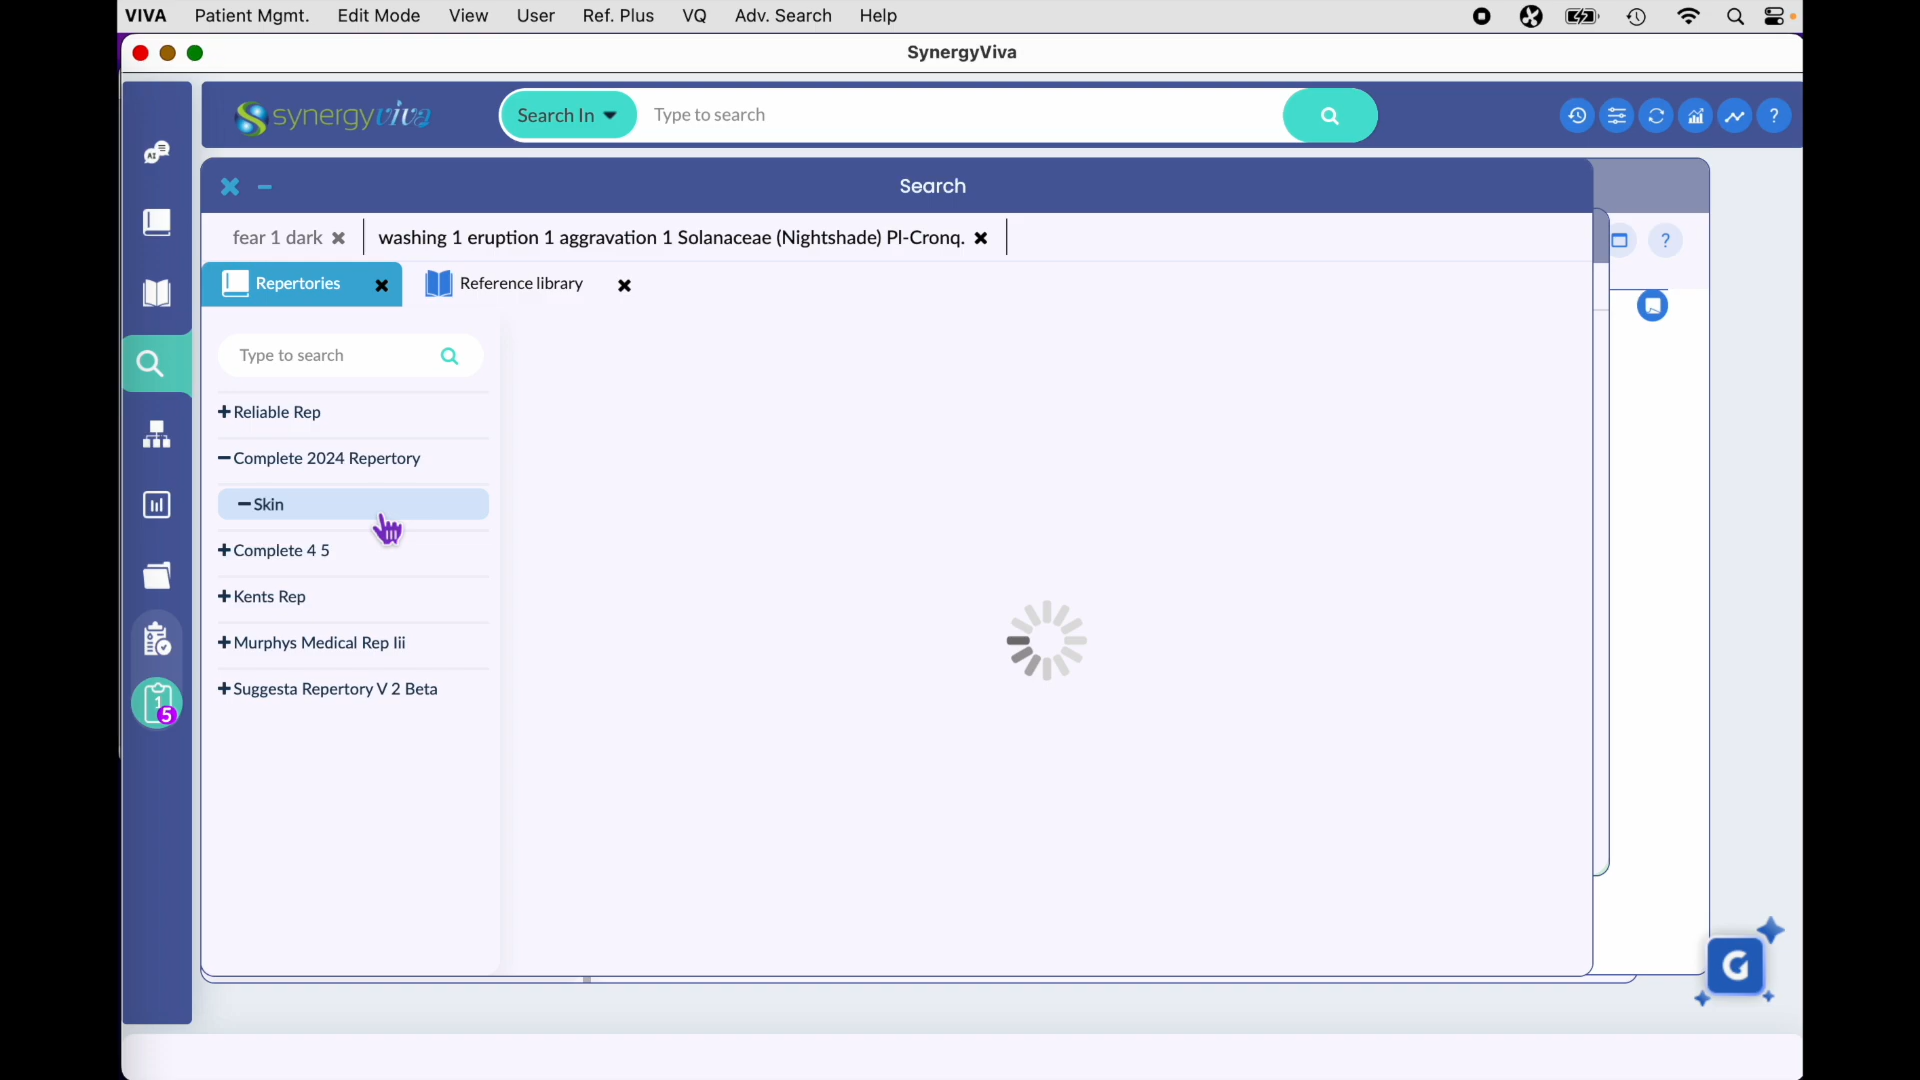 VIVA Patient Mgmt. Edit Mode View User Ref. Plus VQ Adv. Search Help
SynergyViva
synergyviva Search In Type to search ?
AI
Search
fear 1 dark washing 1 eruption 1 aggravation 1 Solanaceae (Nightshade) Pl-Cronq. ?
Repertories Reference library
Type to search
Reliable Rep
Complete 2024 Repertory
Skin
Complete 4 5
Kents Rep
Murphys Medical Rep Iii
Suggesta Repertory V 2 Beta
1
5
G